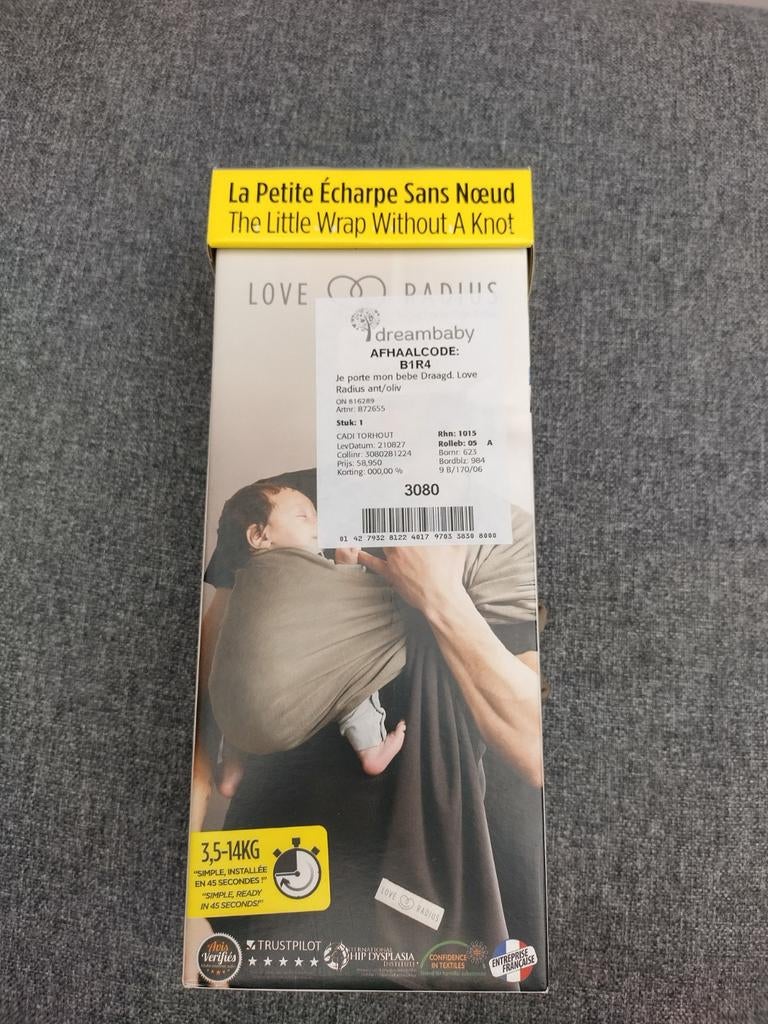 La Petite Écharpe Sans Nœud
The Little Wrap Without A Knot
LOVE RADIUS
dreambaby
AFHAALCODE:
B1R4
Je porte mon bebe Draagd. Love
Radius ant/oliv
ON 816289
Artnr: B72655
Stuk: 1
CADI TORHOUT Rhn: 1015
LevDatum: 210827 Rolleb: 05 A
Collinr: 3080281224 Bornr: 623
Prijs: 58,950 Bordblz: 984
Korting: 000,00 % 9 B/170/06
3080
01 42 7932 8122 4017 9703 3830 8000
3,5-14KG
"SIMPLE, INSTALLÉE
EN 45 SECONDES !"
"SIMPLE, READY
IN 45 SECONDS!"
LOVE RADIUS
Avis
Vérifiés
TRUSTPILOT
INTERNATIONAL
HIP DYSPLASIA
INSTITUTE
CONFIDENCE
IN TEXTILES
ENTREPRISE
FRANÇAISE